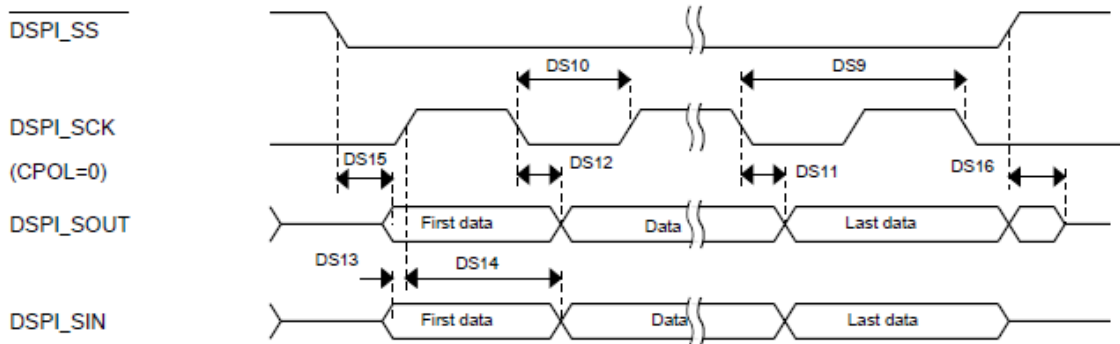 DSPI_SS
DS10
DS9
DSPI_SCK
DS15
DS12
DS11
DS16
(CPOL=0)
DSPI_SOUT
First data
Data
Last data
DS13
DS14
DSPI_SIN
First data
Data
Last data